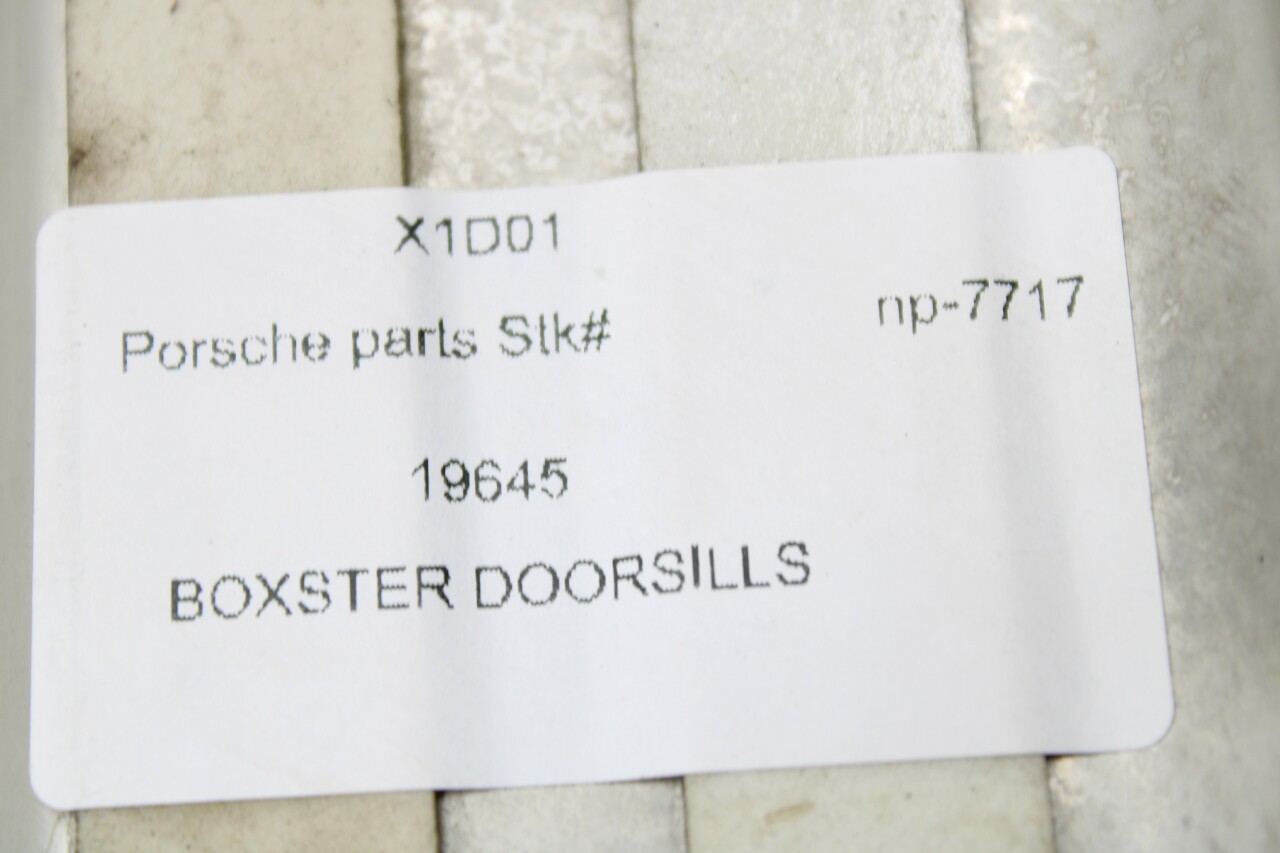 X1D01
Porsche parts Stk# np-7717
19645
BOXSTER DOORSILLS